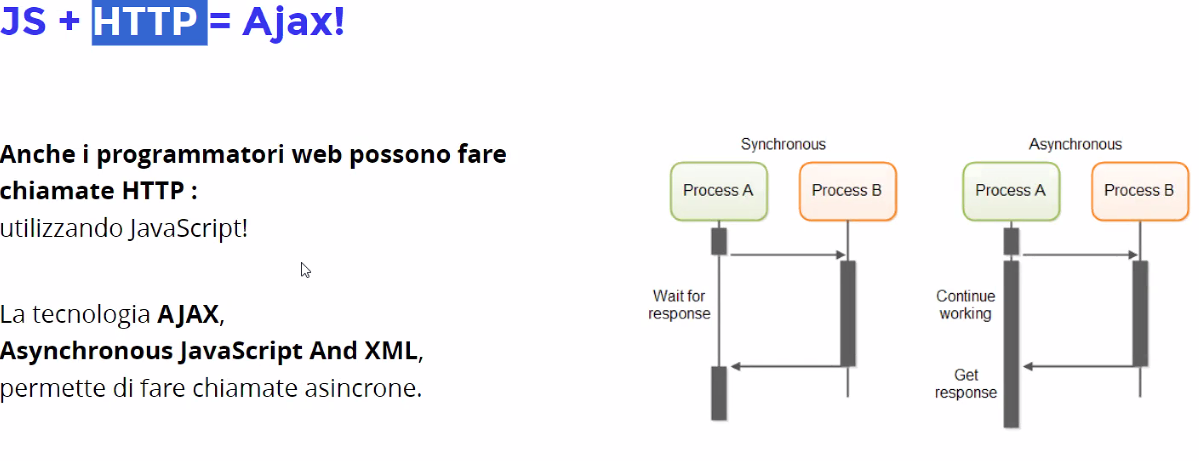 JS + HTTP = Ajax!
Anche i programmatori web possono fare
chiamate HTTP :
utilizzando JavaScript!
La tecnologia AJAX,
Asynchronous JavaScript And XML,
permette di fare chiamate asincrone.
Synchronous
Process A
Process B
Wait for
response
Asynchronous
Process A
Process B
Continue
working
Get
response